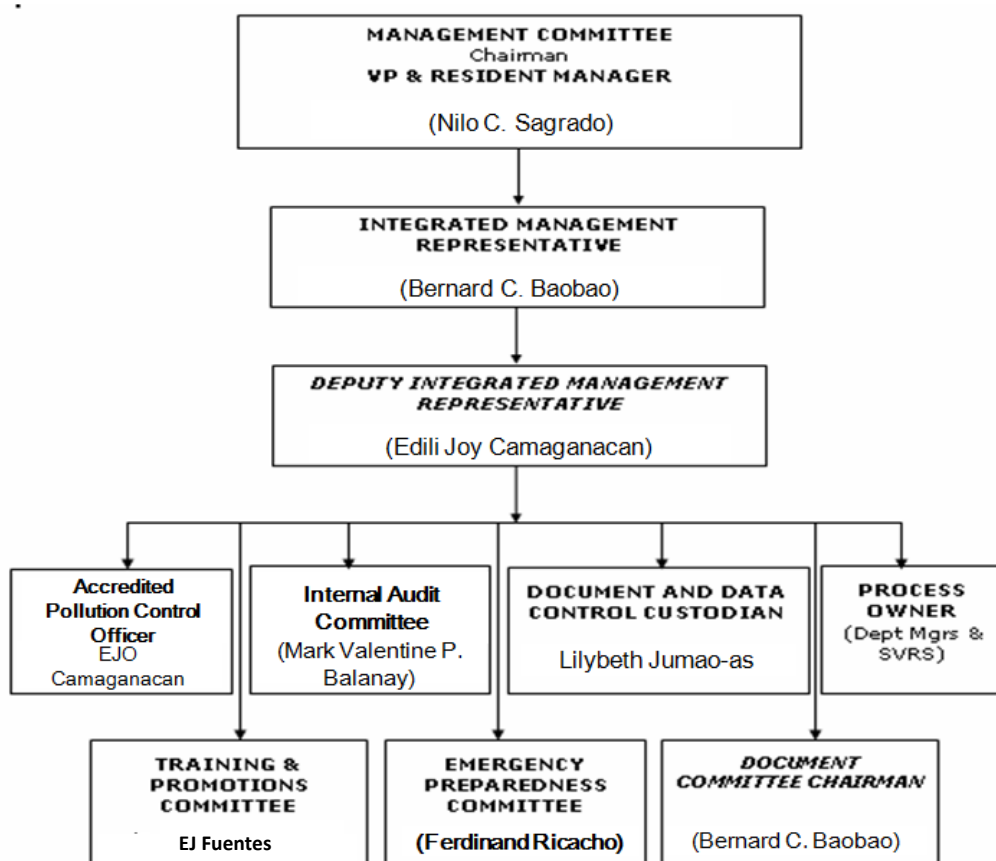 MANAGEMENT COMMITTEE
Chairman
VP & RESIDENT MANAGER
(Nilo C. Sagrado)
INTEGRATED MANAGEMENT
REPRESENTATIVE
(Bernard C. Baobao)
DEPUTY INTEGRATED MANAGEMENT
REPRESENTATIVE
(Edili Joy Camaganacan)
Accredited
Pollution Control
Officer
EJO
Camaganacan
Internal Audit
Committee
(Mark Valentine P.
Balanay)
DOCUMENT AND DATA
CONTROL CUSTODIAN
Lilybeth Jumao-as
PROCESS
OWNER
(Dept Mgrs &
SVRS)
TRAINING &
PROMOTIONS
COMMITTEE
EJ Fuentes
EMERGENCY
PREPAREDNESS
COMMITTEE
(Ferdinand Ricacho)
DOCUMENT
COMMITTEE CHAIRMAN
(Bernard C. Baobao)